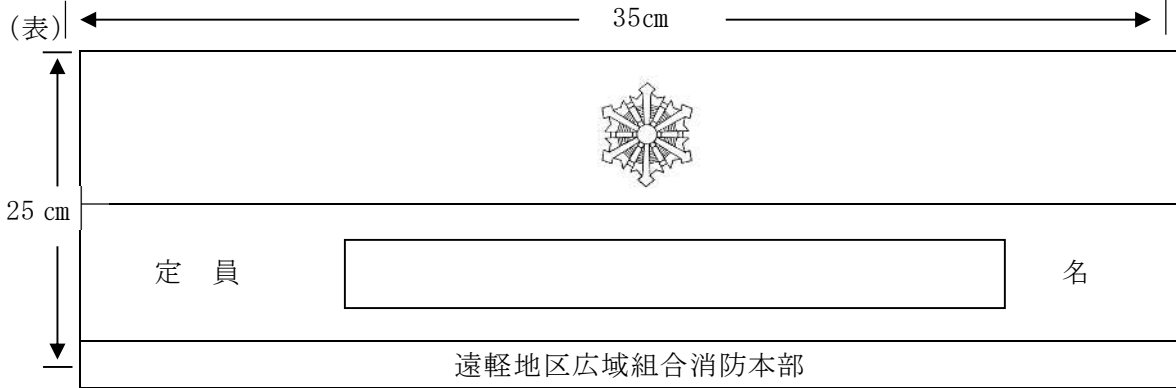 (表)
35cm
25 cm
定 員 名
遠軽地区広域組合消防本部